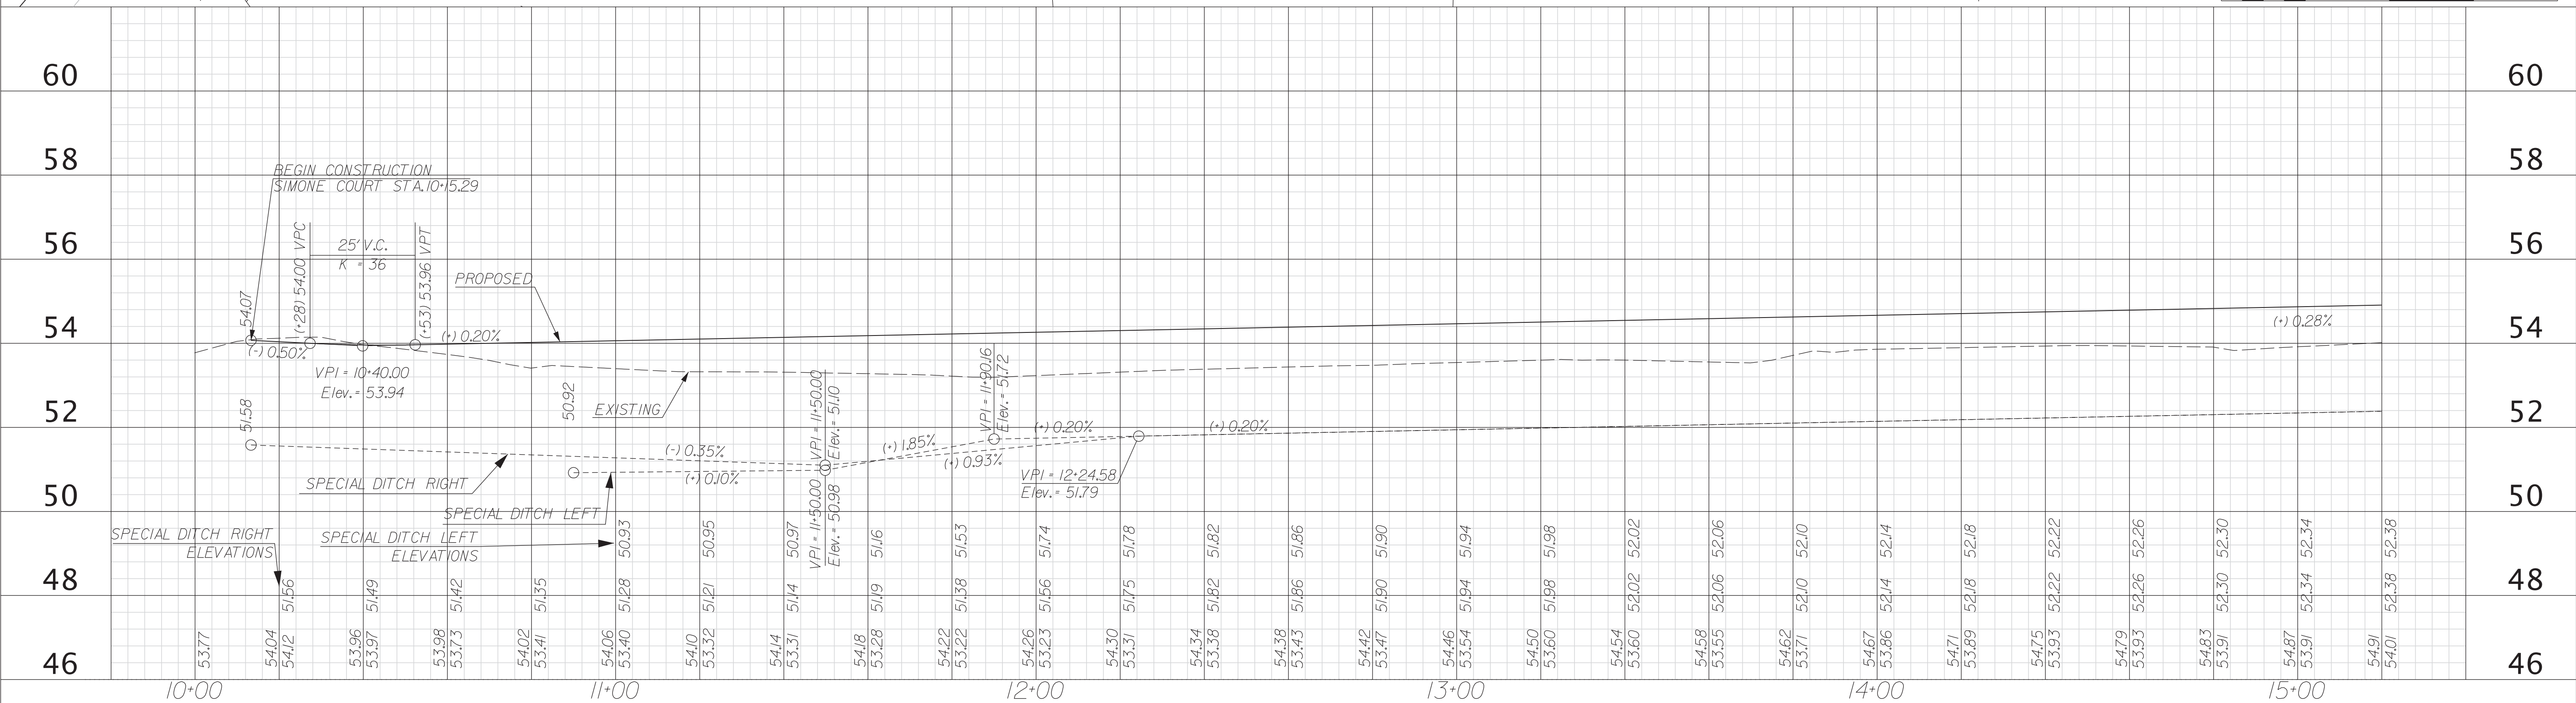 60 60
58 58
56 56
54 54
52 52
50 50
48 48
46 46
BEGIN CONSTRUCTION
SIMONE COURT STA.10+15.29
54.07
(+28) 54.00 VPC
25' V.C.
K = 36
(+53) 53.96 VPT
PROPOSED
(-) 0.50%
(+) 0.20%
VPI = 10+40.00
Elev.= 53.94
(+) 0.28%
51.58
50.92
EXISTING
VPI = 11+50.00
Elev.= 51.10
VPI = 11+90.16
Elev.= 51.72
(-) 0.35%
(+) 0.10%
(+) 1.85%
(+) 0.93%
(+) 0.20%
(+) 0.20%
VPI = 12+24.58
Elev.= 51.79
SPECIAL DITCH RIGHT
SPECIAL DITCH LEFT
VPI = 11+50.00
Elev.= 50.98
SPECIAL DITCH RIGHT
ELEVATIONS
SPECIAL DITCH LEFT
ELEVATIONS
50.93 50.95 50.97 51.16 51.53 51.74 51.78 51.82 51.86 51.90 51.94 51.98 52.02 52.06 52.10 52.14 52.18 52.22 52.26 52.30 52.34 52.38
51.56 51.49 51.42 51.35 51.28 51.21 51.14 51.19 51.38 51.56 51.75 51.82 51.86 51.90 51.94 51.98 52.02 52.06 52.10 52.14 52.18 52.22 52.26 52.30 52.34 52.38
53.77
54.04 54.12
53.96 53.97
53.98 53.73
54.02 53.41
54.06 53.40
54.10 53.32
54.14 53.31
54.18 53.28
54.22 53.22
54.26 53.23
54.30 53.31
54.34 53.38
54.38 53.43
54.42 53.47
54.46 53.54
54.50 53.60
54.54 53.60
54.58 53.55
54.62 53.71
54.67 53.86
54.71 53.89
54.75 53.93
54.79 53.93
54.83 53.91
54.87 53.91
54.91 54.01
10+00 11+00 12+00 13+00 14+00 15+00